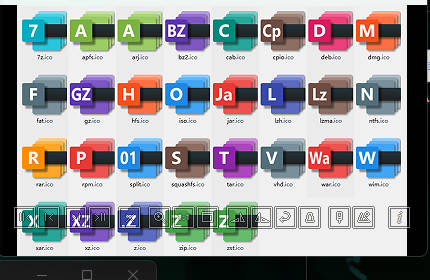 7 A A BZ C Cp D M
7z.ico apfs.ico arj.ico bz2.ico cab.ico cpio.ico deb.ico dmg.ico
F GZ H O Ja L Lz N
fat.ico gz.ico hfs.ico iso.ico jar.ico lzh.ico lzma.ico ntfs.ico
R R 01 S T V Wa W
rar.ico rpm.ico split.ico squashfs.ico tar.ico vhd.ico war.ico wim.ico
X XZ .Z Z Z
xar.ico xz.ico z.ico zip.ico zst.ico